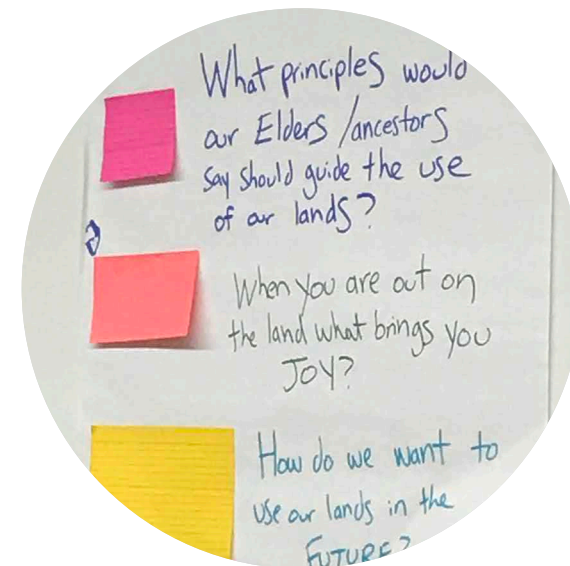 What principles would
our Elders/ancestors
say should guide the use
of our lands?
When you are out on
the land what brings you
JOY?
How do we want to
use our lands in the
FUTURE?